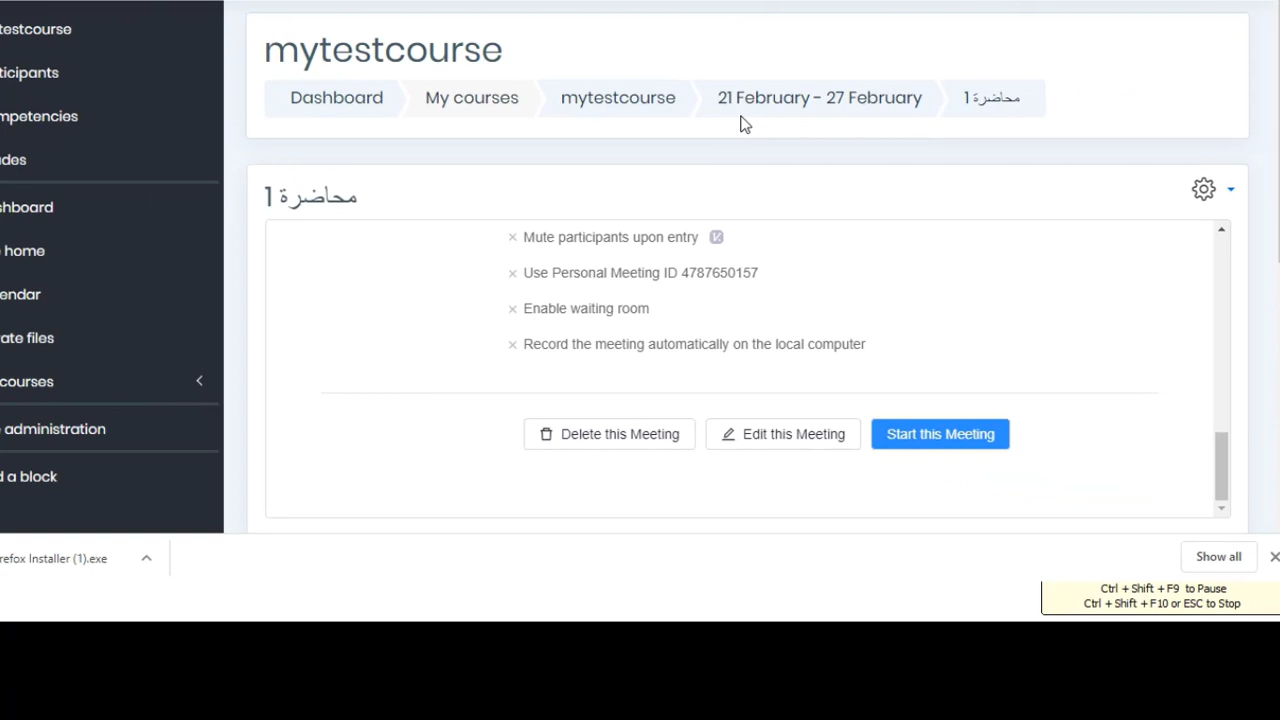 testcourse
ticipants
mpetencies
des
shboard
home
endar
ate files
courses
administration
d a block
mytestcourse
Dashboard
My courses
mytestcourse
21 February - 27 February
محاضرة 1
محاضرة 1
Mute participants upon entry
Use Personal Meeting ID 4787650157
Enable waiting room
Record the meeting automatically on the local computer
Delete this Meeting
Edit this Meeting
Start this Meeting
refox Installer (1).exe
Show all
Ctrl + Shift + F9 to Pause
Ctrl + Shift + F10 or ESC to Stop